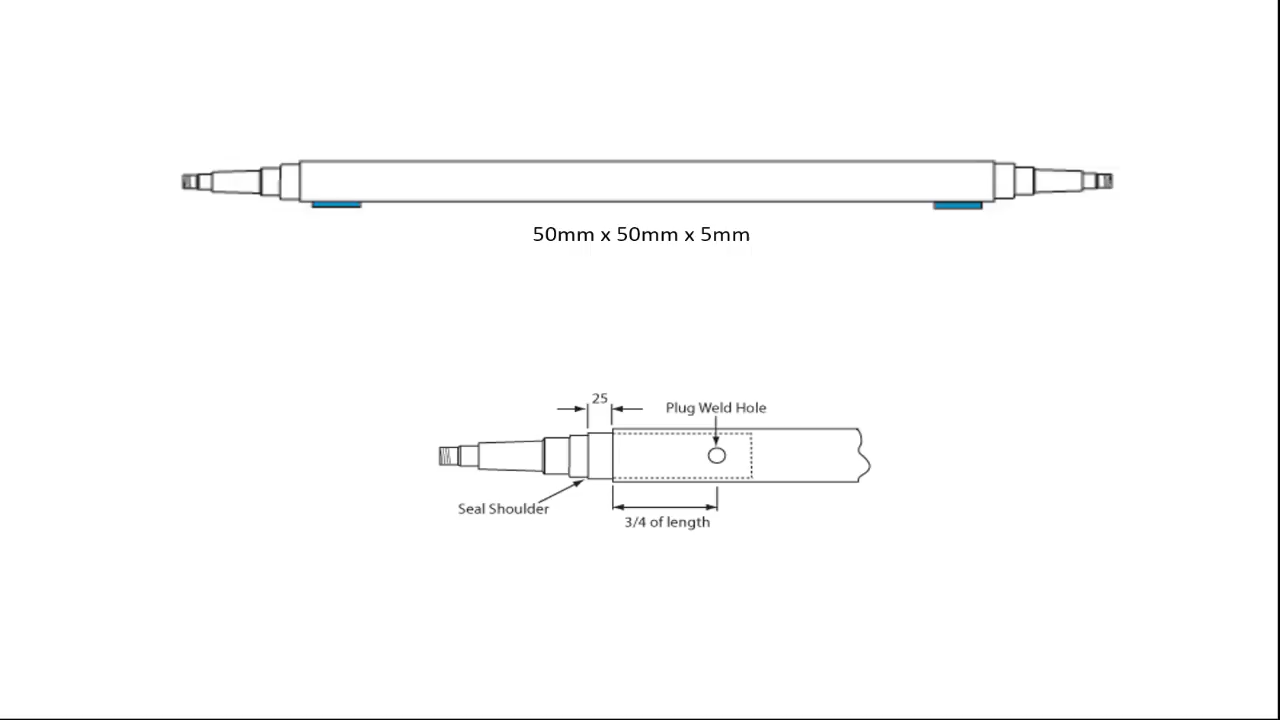 50mm x 50mm x 5mm
25
Plug Weld Hole
Seal Shoulder
3/4 of length